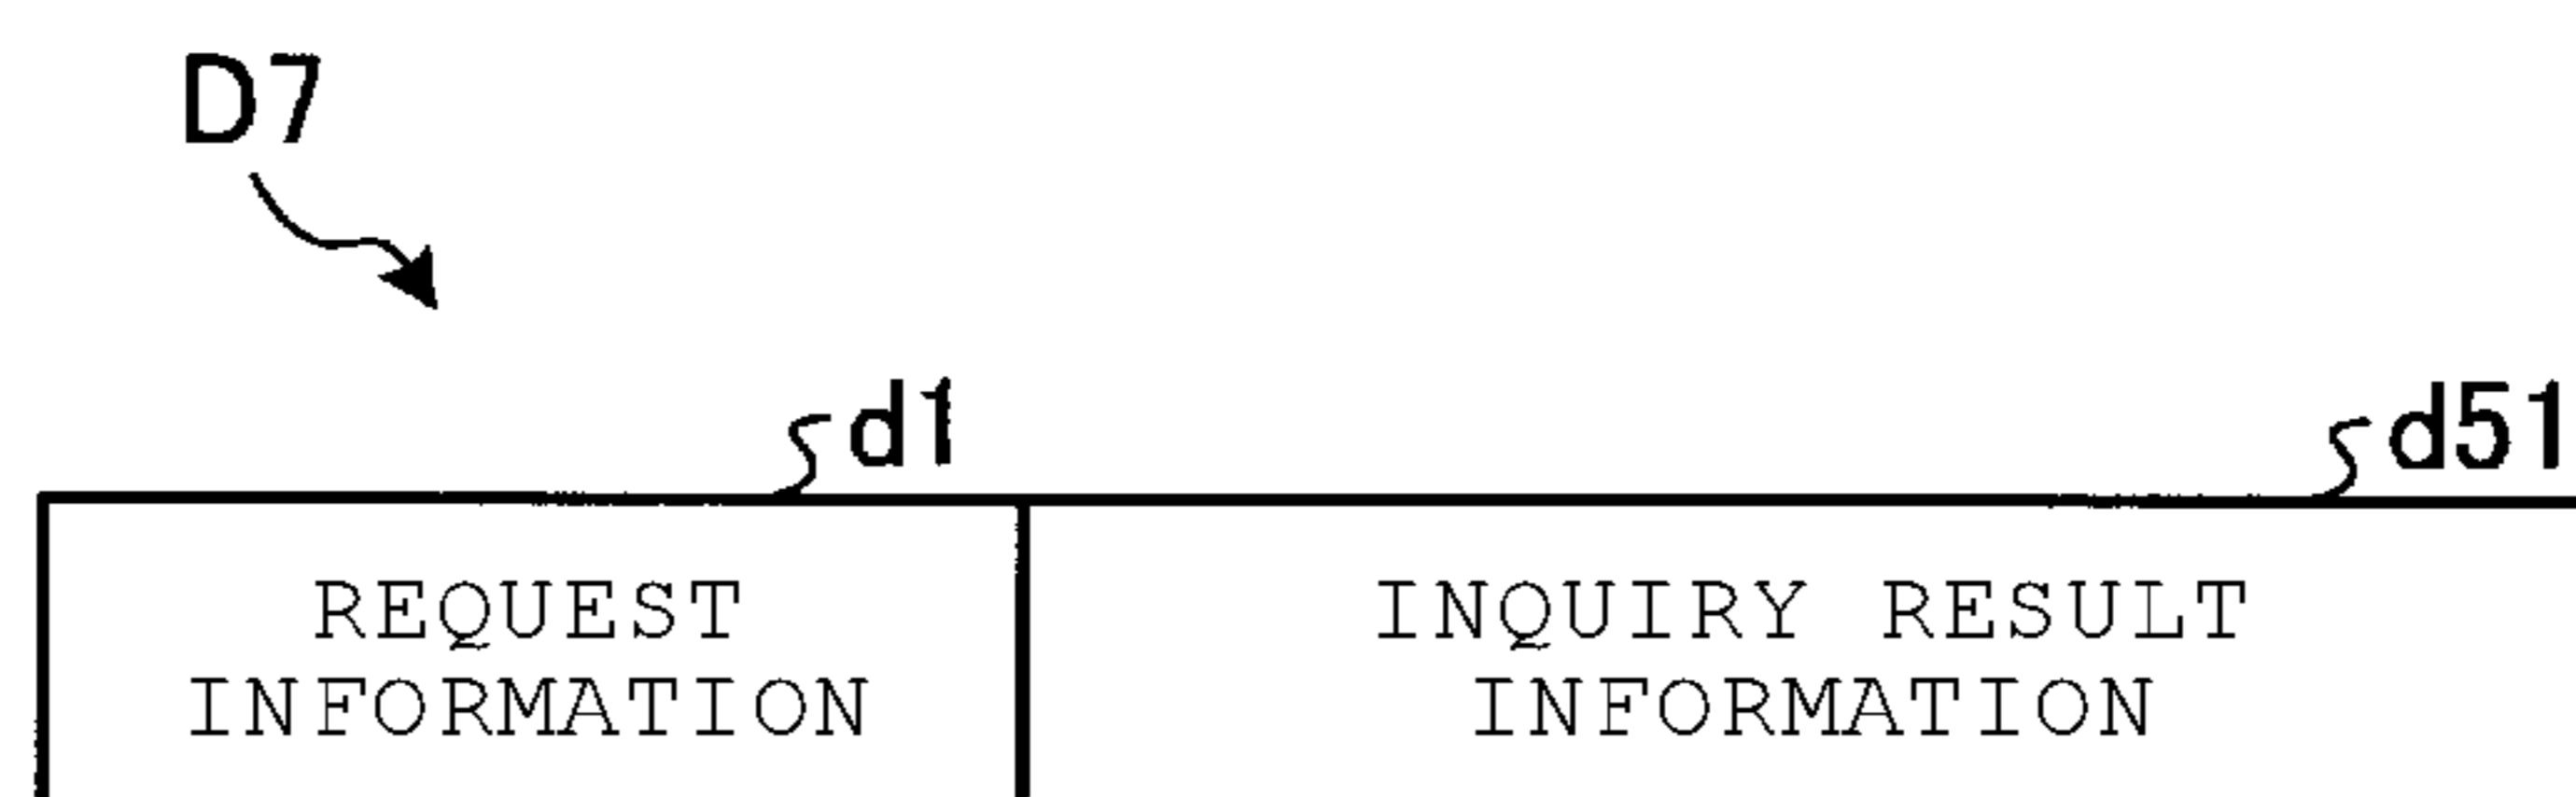 D7
d1
d51
REQUEST
INFORMATION
INQUIRY RESULT
INFORMATION